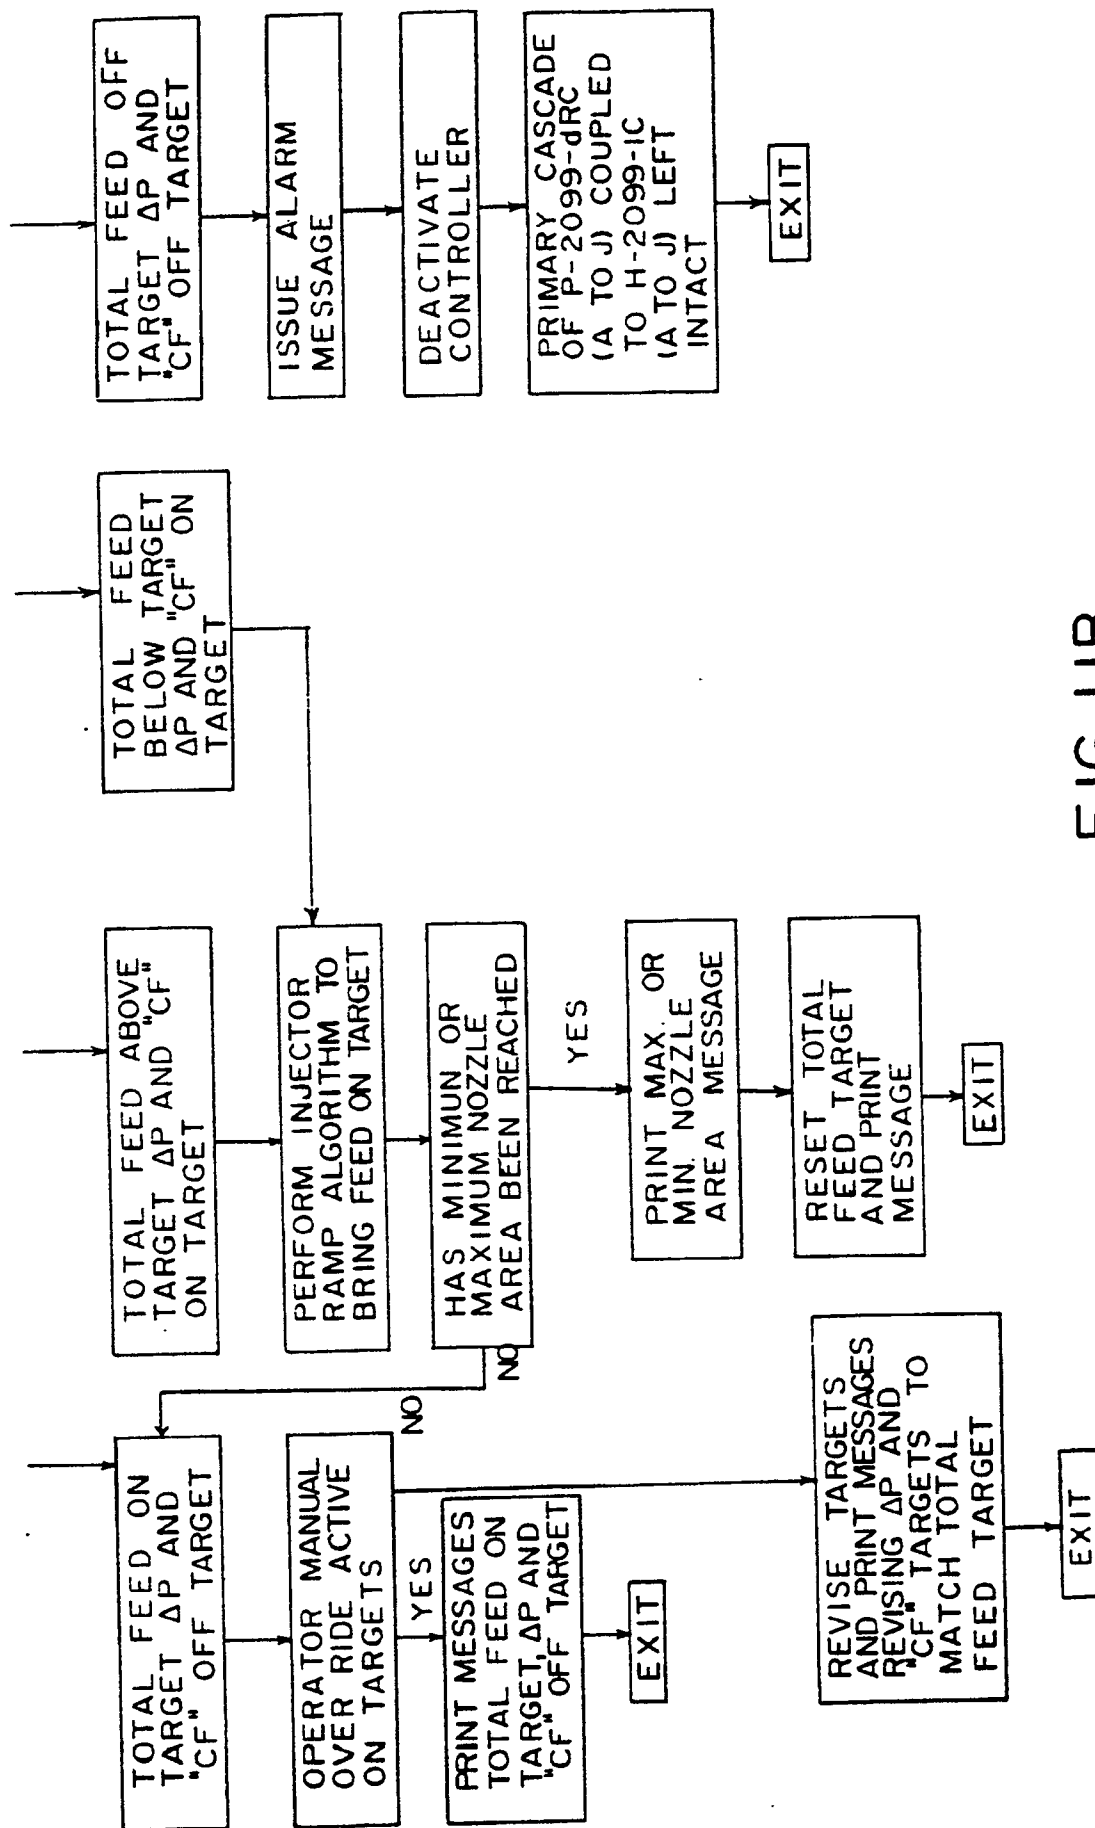 TOTAL FEED ON
TARGET ΔP AND
"CF" OFF TARGET
OPERATOR MANUAL
OVER RIDE ACTIVE
ON TARGETS
NO
YES
PRINT MESSAGES
TOTAL FEED ON
TARGET, ΔP AND
"CF" OFF TARGET
EXIT
REVISE TARGETS
AND PRINT MESSAGES
REVISING ΔP AND
"CF" TARGETS TO
MATCH TOTAL
FEED TARGET
EXIT
TOTAL FEED ABOVE
TARGET ΔP AND "CF"
ON TARGET
PERFORM INJECTOR
RAMP ALGORITHM TO
BRING FEED ON TARGET
HAS MINIMUN OR
MAXIMUM NOZZLE
AREA BEEN REACHED
NO
YES
PRINT MAX. OR
MIN. NOZZLE
AREA MESSAGE
RESET TOTAL
FEED TARGET
AND PRINT
MESSAGE
EXIT
TOTAL FEED
BELOW TARGET
ΔP AND "CF" ON
TARGET
TOTAL FEED OFF
TARGET ΔP AND
"CF" OFF TARGET
ISSUE ALARM
MESSAGE
DEACTIVATE
CONTROLLER
PRIMARY CASCADE
OF P-2099-dRC
(A TO J) COUPLED
TO H-2099-IC
(A TO J) LEFT
INTACT
EXIT